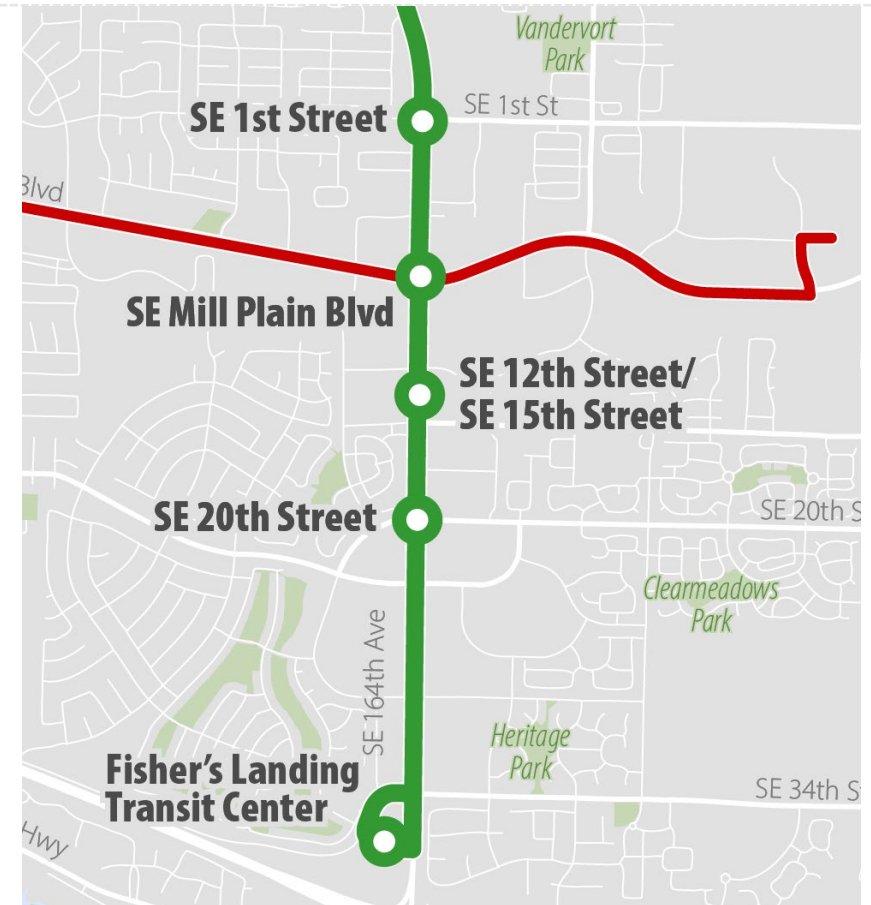 Vandervort
Park
SE 1st Street
SE 1st St
Blvd
SE Mill Plain Blvd
SE 12th Street/
SE 15th Street
SE 20th Street
SE 20th S
Clearmeadows
Park
SE 164th Ave
Heritage
Park
Fisher's Landing
Transit Center
SE 34th S
Hwy